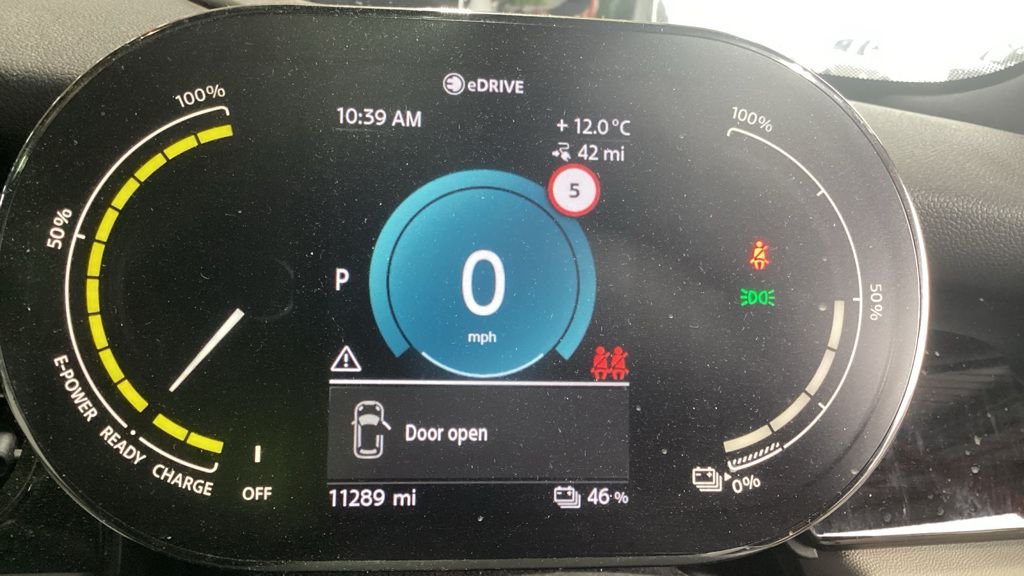 eDRIVE
10:39 AM
+ 12.0°C
42 mi
5
100%
50%
E-POWER
READY
CHARGE
OFF
P
0
mph
Door open
11289 mi
46 %
100%
50%
0%